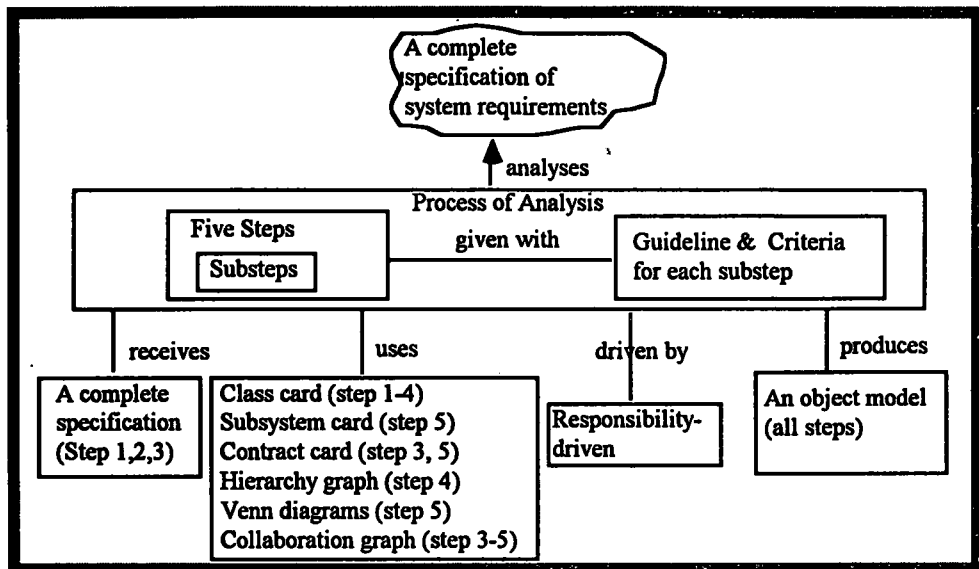 A complete
specification of
system requirements
analyses
Process of Analysis
Five Steps
Substeps
given with
Guideline & Criteria
for each substep
receives
uses
driven by
produces
A complete
specification
(Step 1,2,3)
Class card (step 1-4)
Subsystem card (step 5)
Contract card (step 3, 5)
Hierarchy graph (step 4)
Venn diagrams (step 5)
Collaboration graph (step 3-5)
Responsibility-
driven
An object model
(all steps)